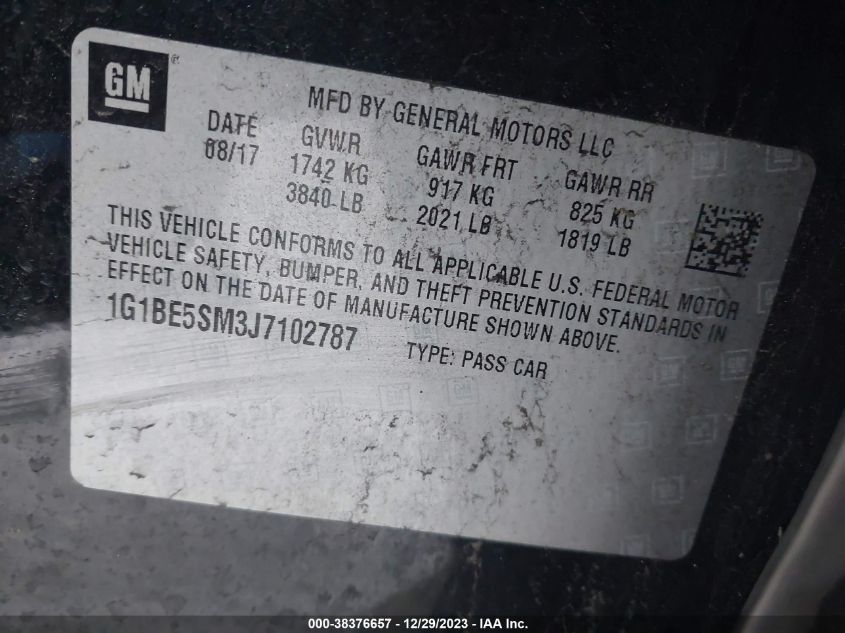 GM®
MFD BY GENERAL MOTORS LLC
DATE GVWR GAWR FRT GAWR RR
08/17 1742 KG 917 KG 825 KG
3840 LB 2021 LB 1819 LB
THIS VEHICLE CONFORMS TO ALL APPLICABLE U.S. FEDERAL MOTOR
VEHICLE SAFETY, BUMPER, AND THEFT PREVENTION STANDARDS IN
EFFECT ON THE DATE OF MANUFACTURE SHOWN ABOVE.
1G1BE5SM3J7102787 TYPE: PASS CAR
000-38376657 - 12/29/2023 - IAA Inc.